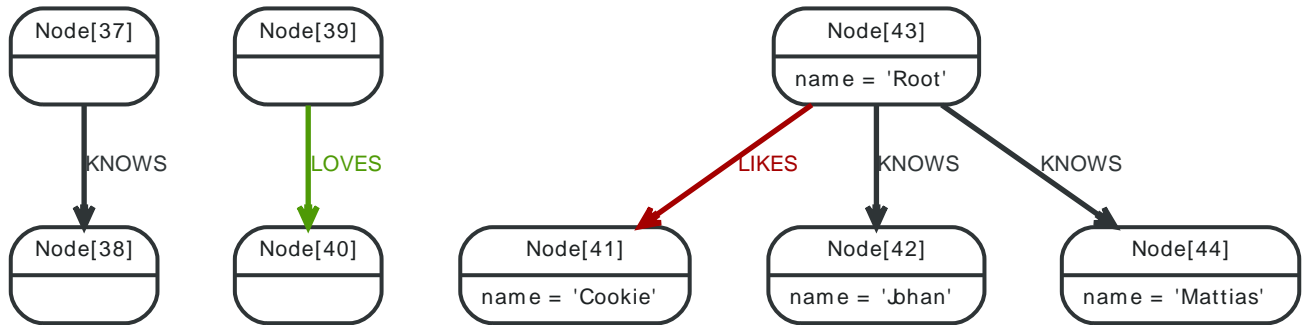 Node[37]
Node[39]
Node[43]
name = 'Root'
KNOWS
LOVES
LIKES
KNOWS
KNOWS
Node[38]
Node[40]
Node[41]
name = 'Cookie'
Node[42]
name = 'Johan'
Node[44]
name = 'Mattias'